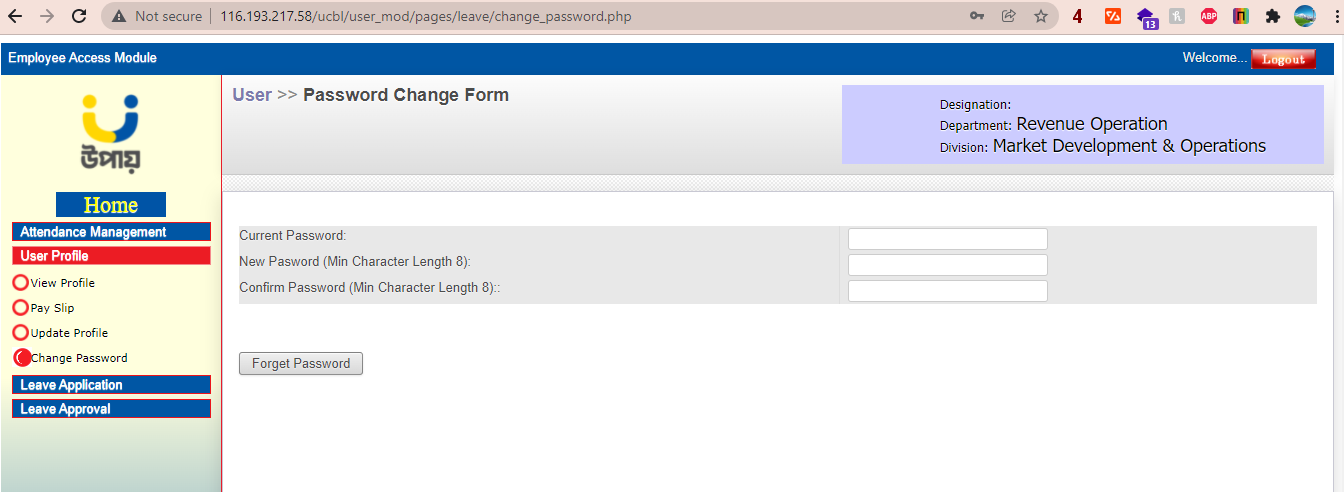 Not secure 116.193.217.58/ucbl/user_mod/pages/leave/change_password.php 4 13 ABP
Employee Access Module
Welcome... Logout
উপায়
Home
Attendance Management
User Profile
View Profile
Pay Slip
Update Profile
Change Password
Leave Application
Leave Approval
User >> Password Change Form
Designation:
Department: Revenue Operation
Division: Market Development & Operations
Current Password:
New Pasword (Min Character Length 8):
Confirm Password (Min Character Length 8)::
Forget Password